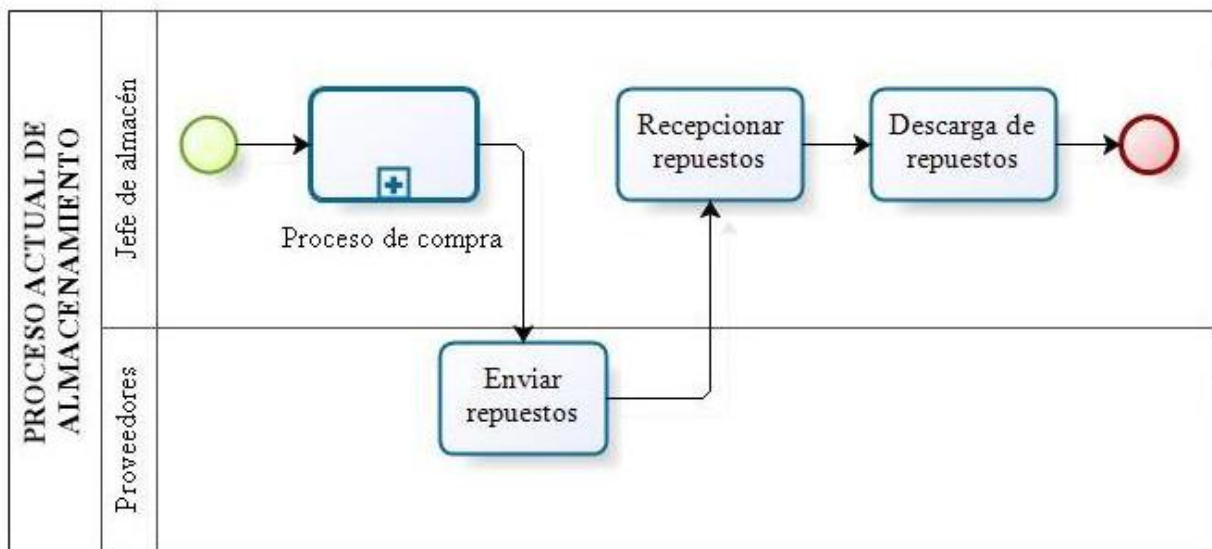 PROCESO ACTUAL DE
ALMACENAMIENTO
Jefe de almacén
Proceso de compra
Recepcionar
repuestos
Descarga de
repuestos
Proveedores
Enviar
repuestos